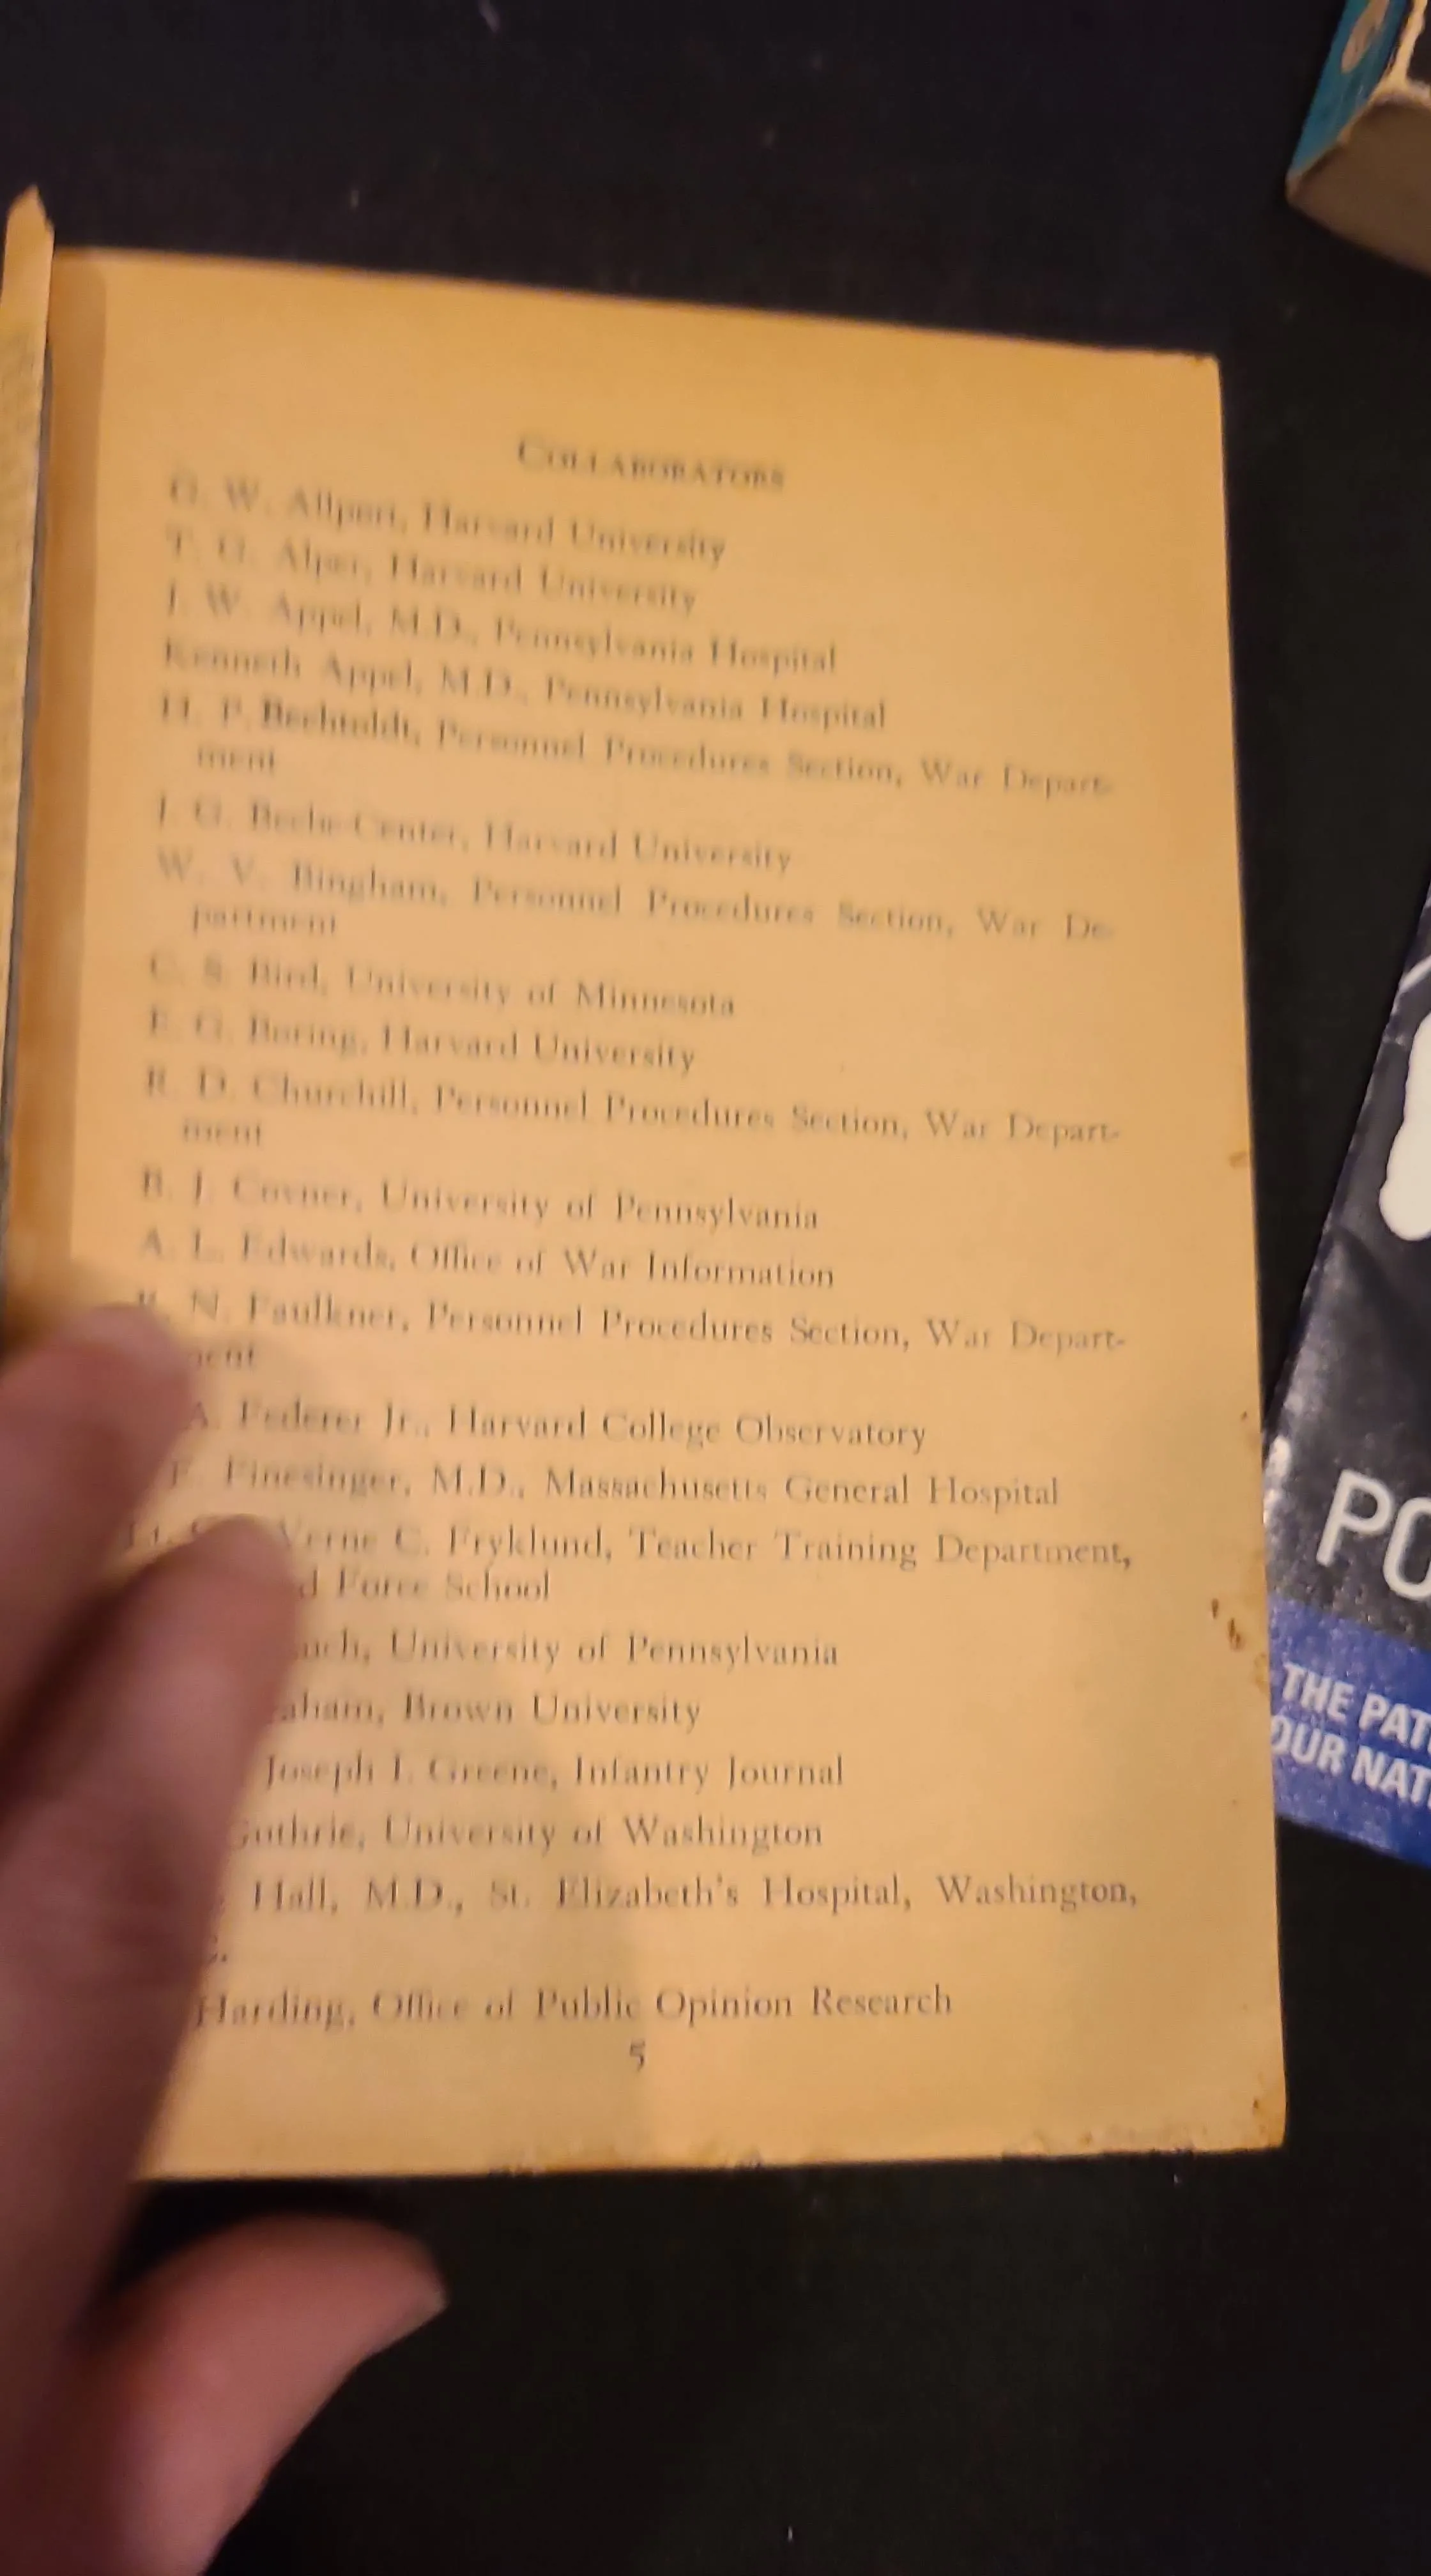 COLLABORATORS
G. W. Allport, Harvard University
T. G. Alper, Harvard University
J. W. Appel, M.D., Pennsylvania Hospital
Kenneth Appel, M.D., Pennsylvania Hospital
H. P. Bechtoldt, Personnel Procedures Section, War Depart-
ment
J. G. Beebe-Center, Harvard University
W. V. Bingham, Personnel Procedures Section, War De-
partment
C. S. Bird, University of Minnesota
E. G. Boring, Harvard University
R. D. Churchill, Personnel Procedures Section, War Depart-
ment
B. J. Covner, University of Pennsylvania
A. L. Edwards, Office of War Information
N. Faulkner, Personnel Procedures Section, War Depart-
ment
A. Federer Jr., Harvard College Observatory
E. Finesinger, M.D., Massachusetts General Hospital
Verne C. Fryklund, Teacher Training Department,
Force School
University of Pennsylvania
Brown University
Joseph I. Greene, Infantry Journal
Guthrie, University of Washington
Hall, M.D., St. Elizabeth's Hospital, Washington,
Harding, Office of Public Opinion Research
5
PO
THE PAT
OUR NAT